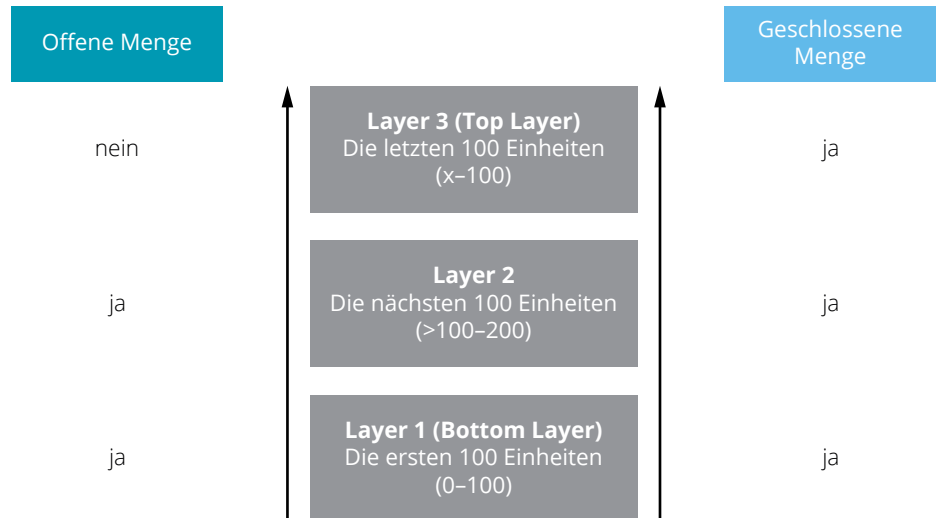 Offene Menge
Geschlossene
Menge
nein
Layer 3 (Top Layer)
Die letzten 100 Einheiten
(x–100)
ja
ja
Layer 2
Die nächsten 100 Einheiten
(>100–200)
ja
ja
Layer 1 (Bottom Layer)
Die ersten 100 Einheiten
(0–100)
ja